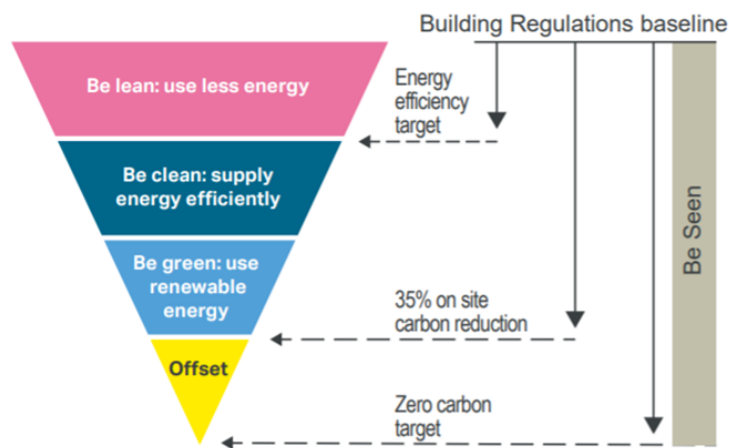 Building Regulations baseline
Be lean: use less energy
Energy
efficiency
target
Be clean: supply
energy efficiently
Be green: use
renewable
energy
35% on site
carbon reduction
Offset
Zero carbon
target
Be Seen